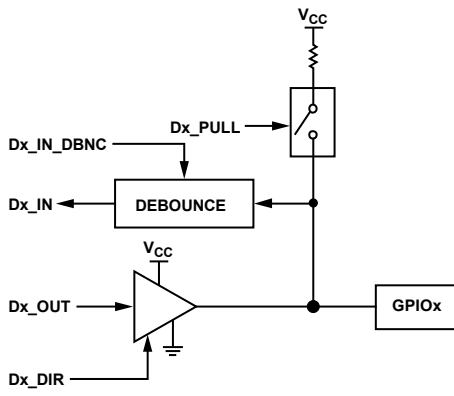 VCC
Dx_PULL
Dx_IN_DBNC
Dx_IN
DEBOUNCE
VCC
Dx_OUT
GPIOx
Dx_DIR